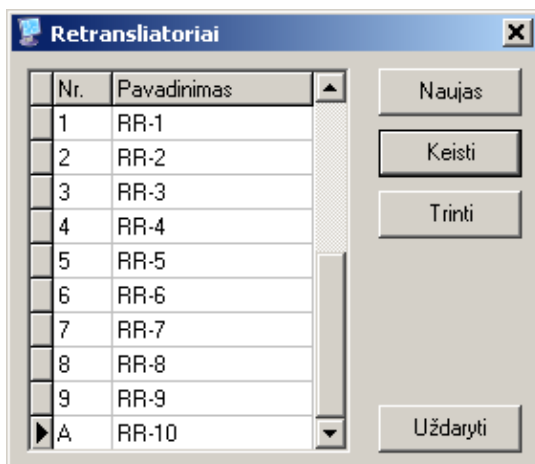 Retransliatoriai
Nr. Pavadinimas
1 RR-1
2 RR-2
3 RR-3
4 RR-4
5 RR-5
6 RR-6
7 RR-7
8 RR-8
9 RR-9
A RR-10
Naujas
Keisti
Trinti
Uždaryti